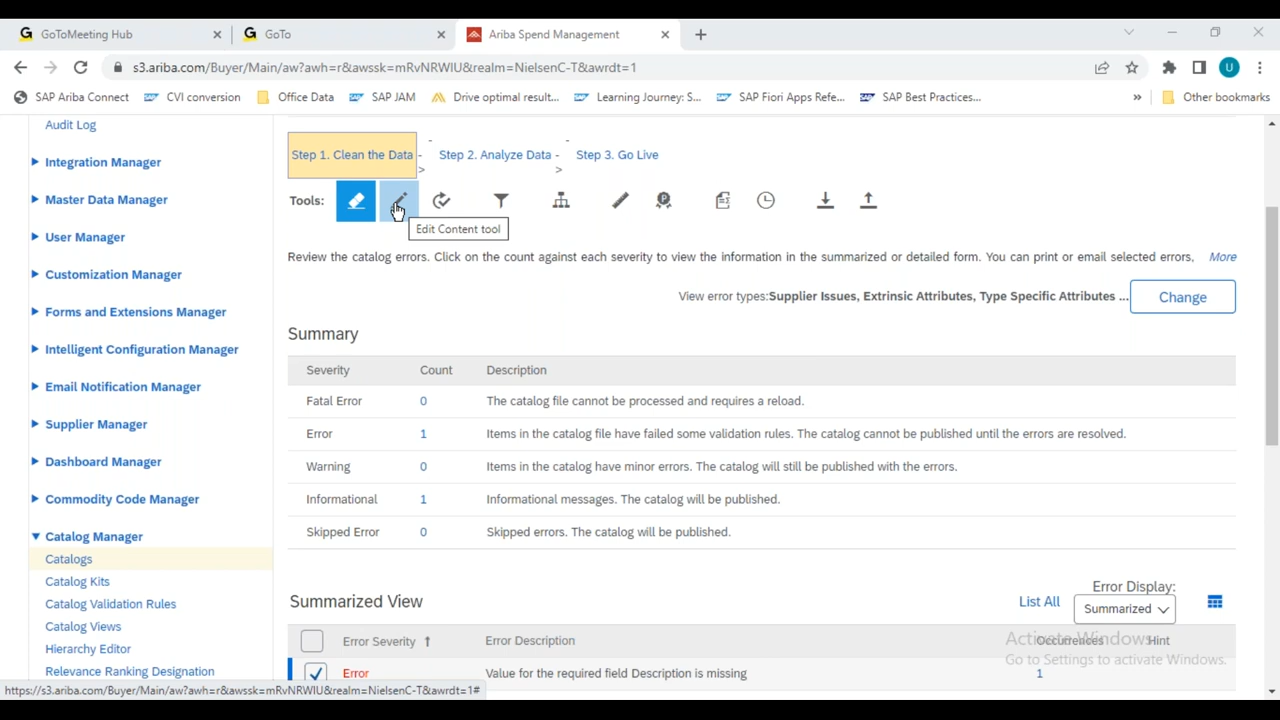 GoToMeeting Hub
GoTo
Ariba Spend Management
s3.ariba.com/Buyer/Main/aw?awh=r&awssk=mRvNRWIU&realm=NielsenC-T&awrdt=1
U
SAP Ariba Connect
CVI conversion
Office Data
SAP JAM
Drive optimal result...
Learning Journey: S...
SAP Fiori Apps Refe...
SAP Best Practices...
»
Other bookmarks
Audit Log
Integration Manager
Master Data Manager
User Manager
Customization Manager
Forms and Extensions Manager
Intelligent Configuration Manager
Email Notification Manager
Supplier Manager
Dashboard Manager
Commodity Code Manager
Catalog Manager
Catalogs
Catalog Kits
Catalog Validation Rules
Catalog Views
Hierarchy Editor
Relevance Ranking Designation
Step 1. Clean the Data -> Step 2. Analyze Data -> Step 3. Go Live
Tools:
Edit Content tool
Review the catalog errors. Click on the count against each severity to view the information in the summarized or detailed form. You can print or email selected errors, More
View error types:Supplier Issues, Extrinsic Attributes, Type Specific Attributes ... Change
Summary
Severity Count Description
Fatal Error 0 The catalog file cannot be processed and requires a reload.
Error 1 Items in the catalog file have failed some validation rules. The catalog cannot be published until the errors are resolved.
Warning 0 Items in the catalog have minor errors. The catalog will still be published with the errors.
Informational 1 Informational messages. The catalog will be published.
Skipped Error 0 Skipped errors. The catalog will be published.
Summarized View
List All
Error Display:
Summarized
Error Severity ↑ Error Description Occurrences Hint
Error Value for the required field Description is missing 1
Activate Windows
Go to Settings to activate Windows.
https://s3.ariba.com/Buyer/Main/aw?awh=r&awssk=mRvNRWIU&realm=NielsenC-T&awrdt=1#